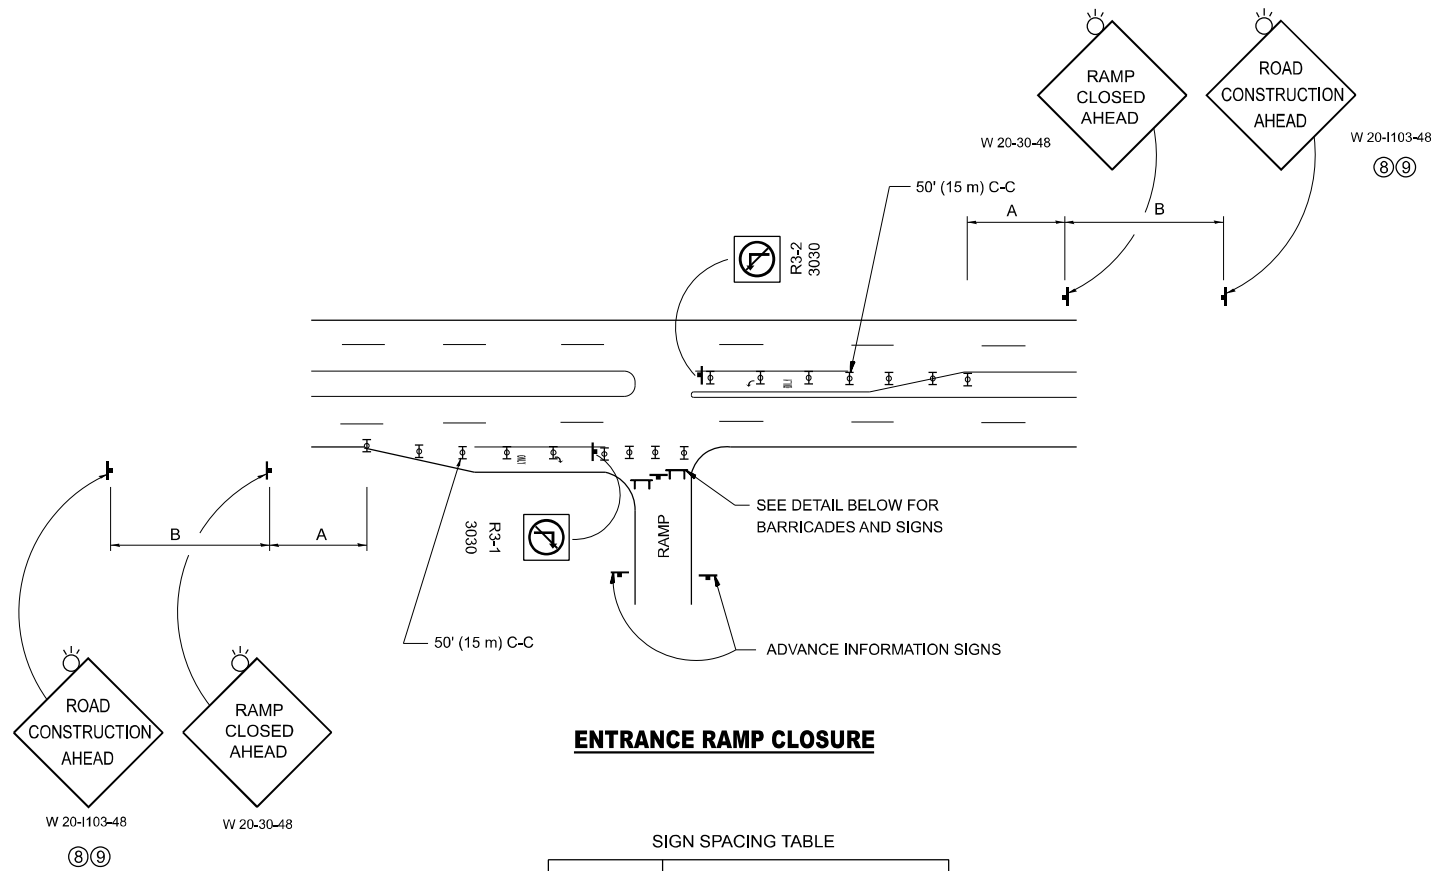 RAMP
CLOSED
AHEAD
ROAD
CONSTRUCTION
AHEAD
W 20-30-48
W 20-I103-48
⑧⑨
50' (15 m) C-C
A
B
R3-2
3030
ONLY
ONLY
B
A
R3-1
3030
RAMP
SEE DETAIL BELOW FOR
BARRICADES AND SIGNS
50' (15 m) C-C
ADVANCE INFORMATION SIGNS
ROAD
CONSTRUCTION
AHEAD
RAMP
CLOSED
AHEAD
W 20-I103-48
W 20-30-48
⑧⑨
ENTRANCE RAMP CLOSURE
SIGN SPACING TABLE